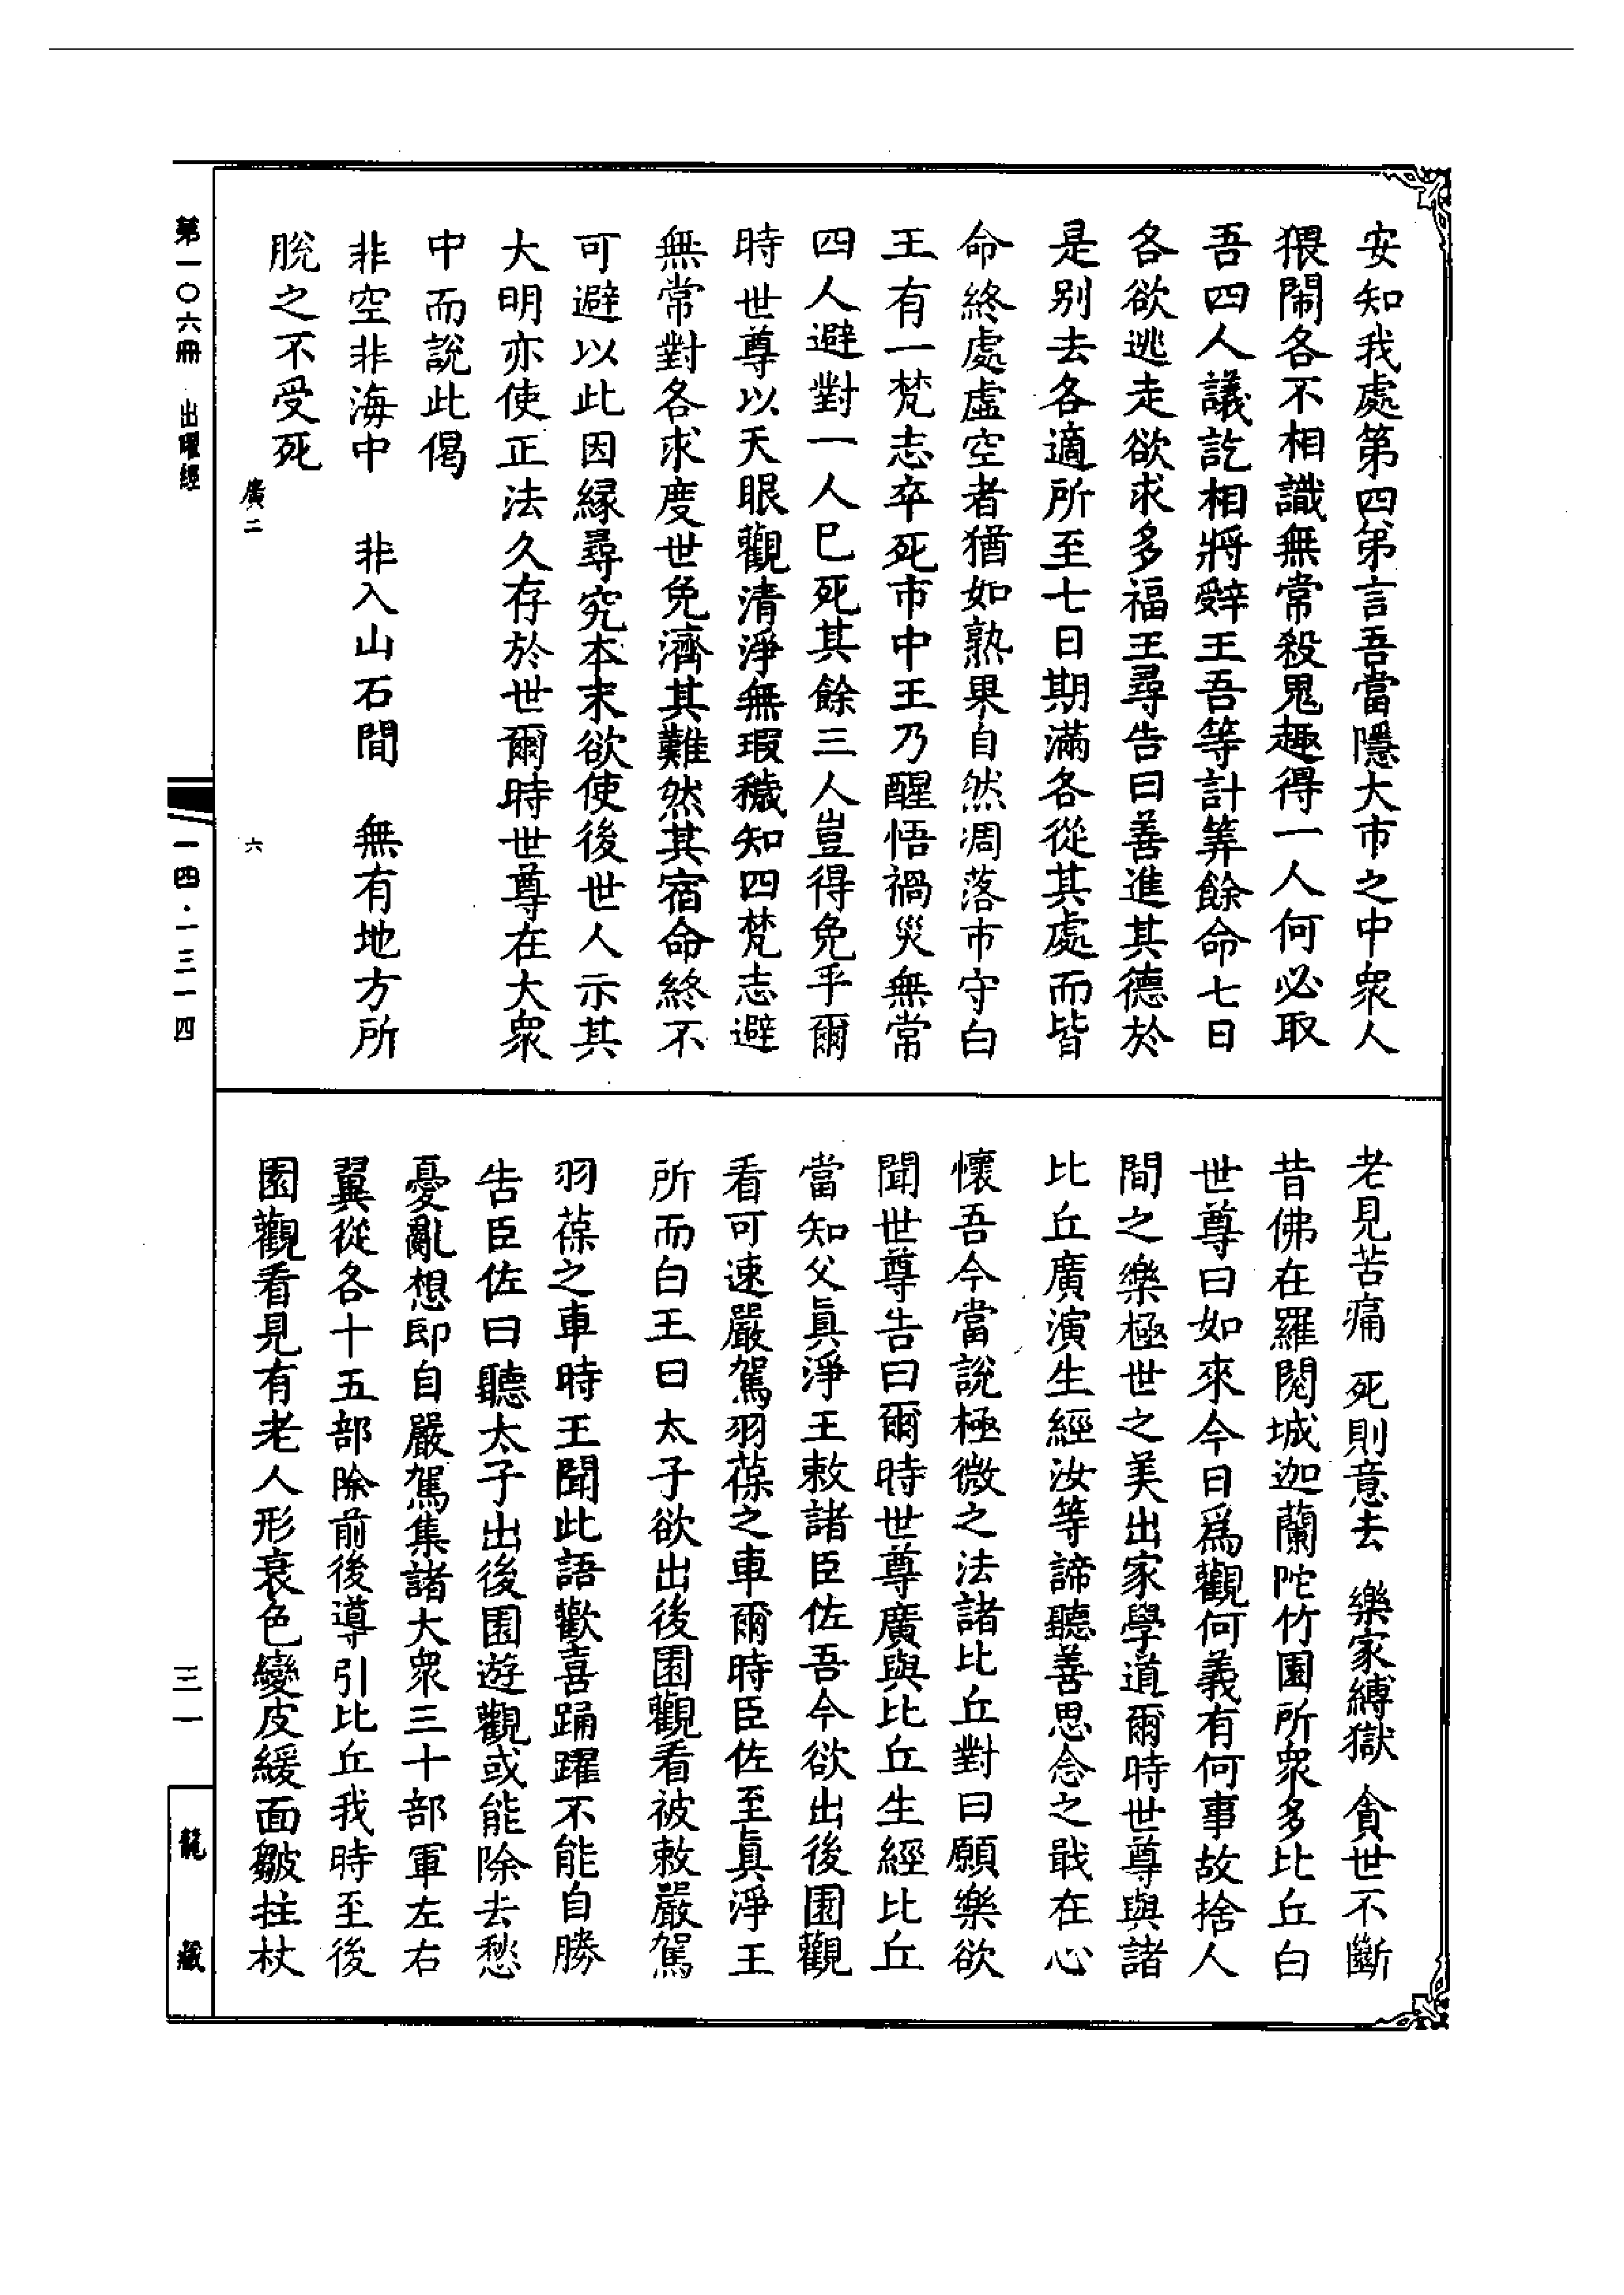 安知我處第四弟言吾當隱大市之中衆人
猥閙各不相識無常殺鬼趣得一人何必取
吾四人議訖相將辤王吾等計筭餘命七日
各欲逃走欲求多福王尋告曰善進其德於
是别去各適所至七日期滿各從其處而皆
命終處虛空者猶如熟果自然凋落市守白
王有一梵志卒死市中王乃醒悟禍災無常
四人避對一人巳死其餘三人豈得免乎爾
時世尊以天眼觀清淨無瑕穢知四梵志避
無常對各求度世免濟其難然其宿命終不
可避以此因緣尋究本末欲使後世人示其
大明亦使正法久存於世爾時世尊在大衆
中而說此偈
非空非海中　非入山石間　無有地方所
脫之不受死
廣二　六
老見苦痛　死則意去　樂家縛獄　貪世不斷
昔佛在羅閱城迦蘭陀竹園所衆多比丘白
世尊曰如來今日爲觀何義有何事故捨人
間之樂極世之美出家學道爾時世尊與諸
比丘廣演生經汝等諦聽善思念之戢在心
懷吾今當說極微之法諸比丘對曰願樂欲
聞世尊告曰爾時世尊廣與比丘生經比丘
當知父眞淨王敕諸臣佐吾今欲出後園觀
看可速嚴駕羽葆之車爾時臣佐至眞淨王
所而白王曰太子欲出後園觀看被敕嚴駕
羽葆之車時王聞此語歡喜踊躍不能自勝
告臣佐曰聽太子出後園遊觀或能除去愁
憂亂想即自嚴駕集諸大衆三十部軍左右
翼從各十五部除前後導引比丘我時至後
園觀看見有老人形衰色變皮緩面皺拄杖
第一〇六冊　出曜經
一四·一三一四
三一
龍藏